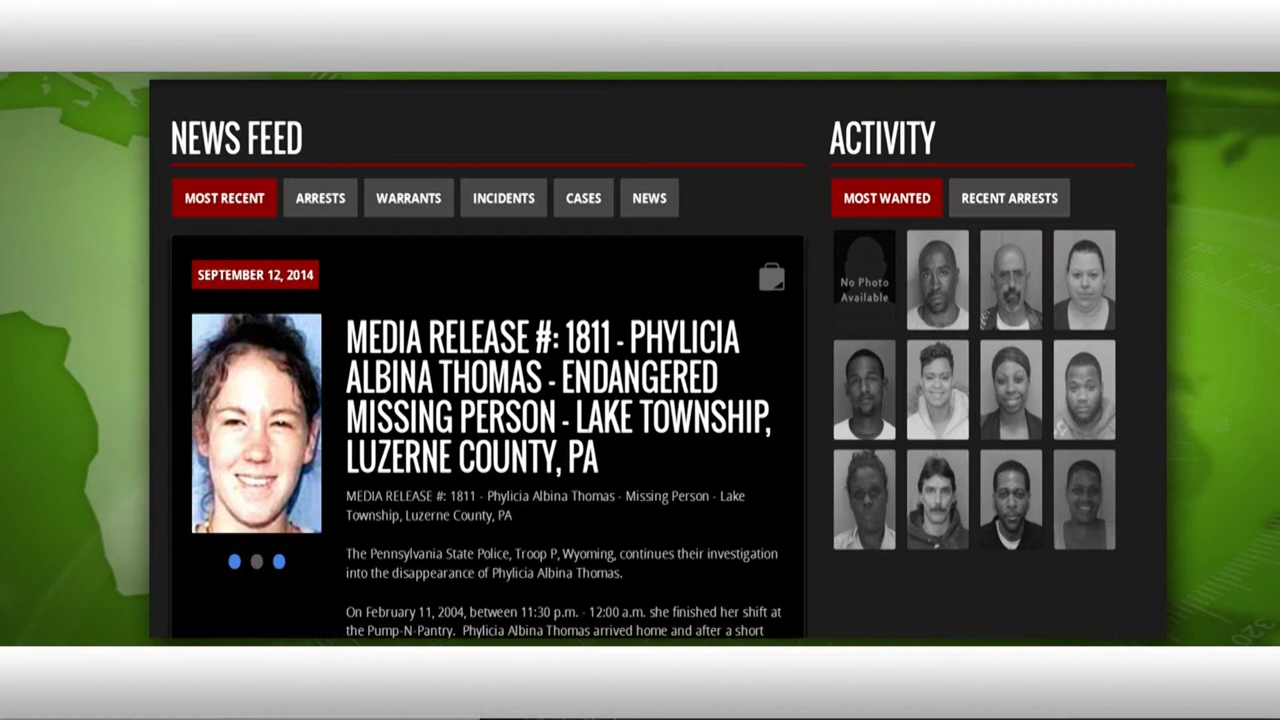 NEWS FEED
MOST RECENT
ARRESTS
WARRANTS
INCIDENTS
CASES
NEWS
SEPTEMBER 12, 2014
MEDIA RELEASE #: 1811 - PHYLICIA
ALBINA THOMAS - ENDANGERED
MISSING PERSON - LAKE TOWNSHIP,
LUZERNE COUNTY, PA
MEDIA RELEASE #: 1811 - Phylicia Albina Thomas - Missing Person - Lake
Township, Luzerne County, PA
The Pennsylvania State Police, Troop P, Wyoming, continues their investigation
into the disappearance of Phylicia Albina Thomas.
On February 11, 2004, between 11:30 p.m. - 12:00 a.m. she finished her shift at
the Pump-N-Pantry. Phylicia Albina Thomas arrived home and after a short
ACTIVITY
MOST WANTED
RECENT ARRESTS
No Photo
Available